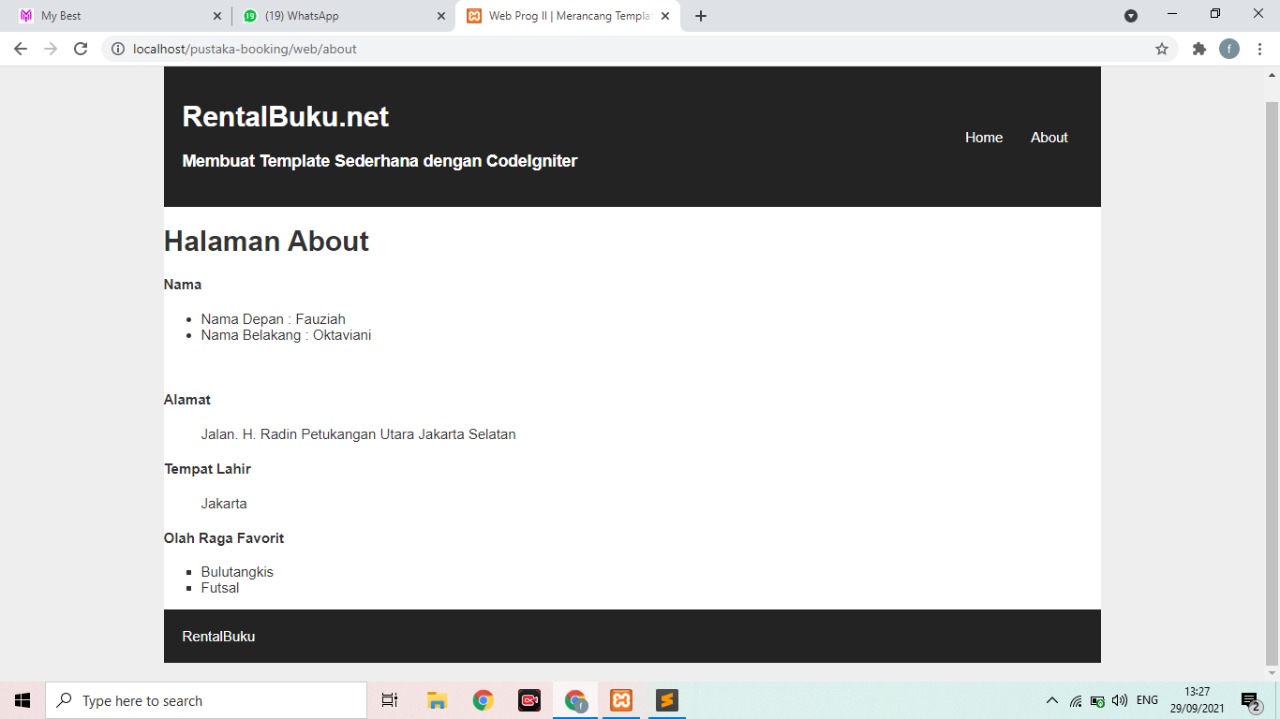 My Best
(19) WhatsApp
Web Prog II | Merancang Templa
localhost/pustaka-booking/web/about
f
RentalBuku.net
Membuat Template Sederhana dengan CodeIgniter
Home About
Halaman About
Nama
• Nama Depan : Fauziah
• Nama Belakang : Oktaviani
Alamat
Jalan. H. Radin Petukangan Utara Jakarta Selatan
Tempat Lahir
Jakarta
Olah Raga Favorit
▪ Bulutangkis
▪ Futsal
RentalBuku
Type here to search
f
ENG
13:27
29/09/2021
2